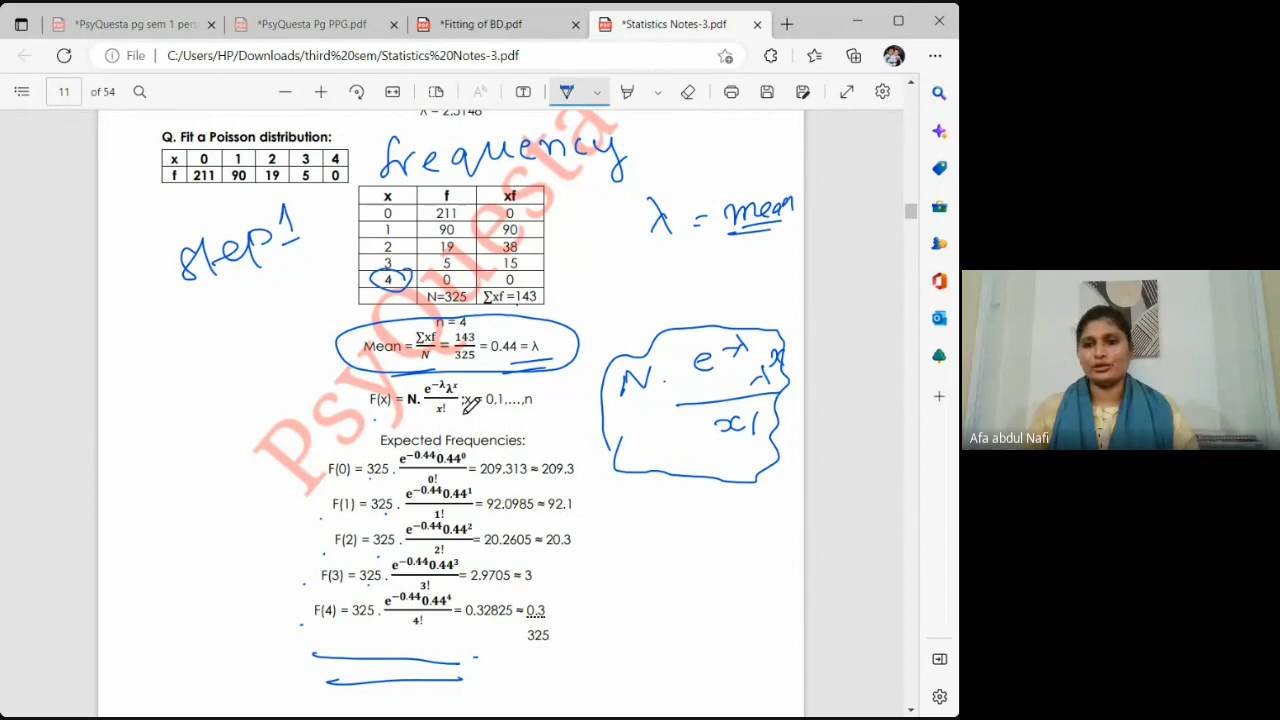 *PsyQuesta pg sem 1 pers
*PsyQuesta Pg PPG.pdf
*Fitting of BD.pdf
*Statistics Notes-3.pdf
File
C:/Users/HP/Downloads/third%20sem/Statistics%20Notes-3.pdf
11 of 54
Q. Fit a Poisson distribution:
x 0 1 2 3 4
f 211 90 19 5 0
frequency
step 1
x f xf
0 211 0
1 90 90
2 19 38
3 5 15
4 0 0
N=325 ∑xf =143
λ = mean
n = 4
Mean = ∑xf/N = 143/325 = 0.44 = λ
N. e^-λ λ^x / x!
F(x) = N. e^−λ λ^x / x! ;x = 0,1,...,n
Expected Frequencies:
F(0) = 325 . e^−0.44 0.44^0 / 0! = 209.313 ≈ 209.3
F(1) = 325 . e^−0.44 0.44^1 / 1! = 92.0985 ≈ 92.1
F(2) = 325 . e^−0.44 0.44^2 / 2! = 20.2605 ≈ 20.3
F(3) = 325 . e^−0.44 0.44^3 / 3! = 2.9705 ≈ 3
F(4) = 325 . e^−0.44 0.44^4 / 4! = 0.32825 ≈ 0.3
325
PsyQuesta
Afa abdul Nafi